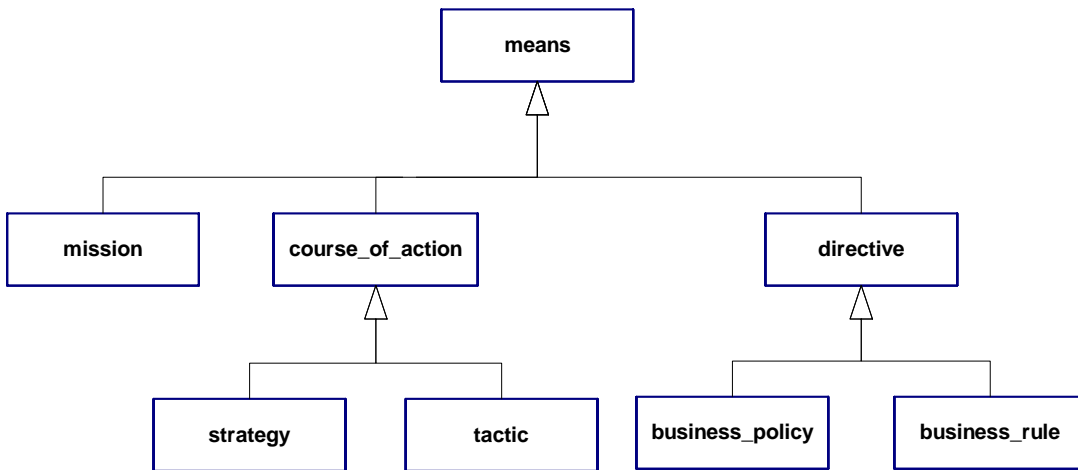 means
mission
course_of_action
directive
strategy
tactic
business_policy
business_rule